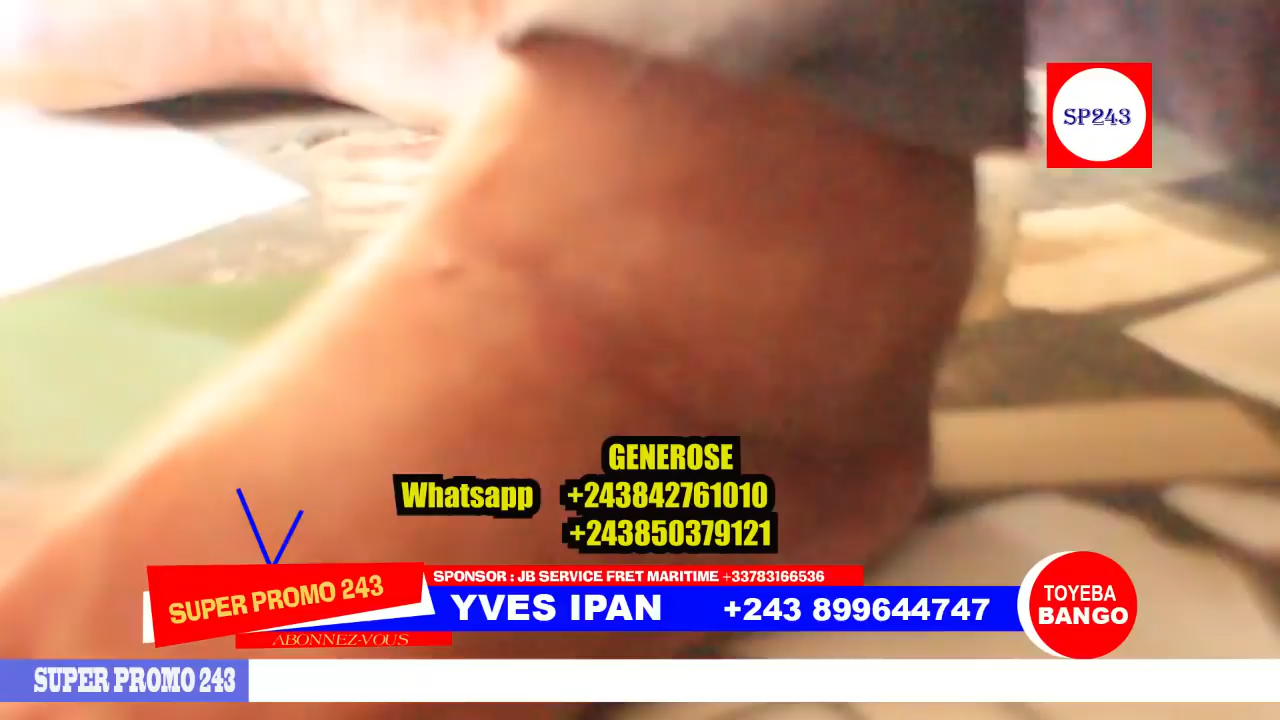 SP243
GENEROSE
Whatsapp +243842761010
+243850379121
SPONSOR : JB SERVICE FRET MARITIME +33783166536
SUPER PROMO 243
YVES IPAN +243 899644747
TOYEBA
BANGO
ABONNEZ-VOUS
SUPER PROMO 243